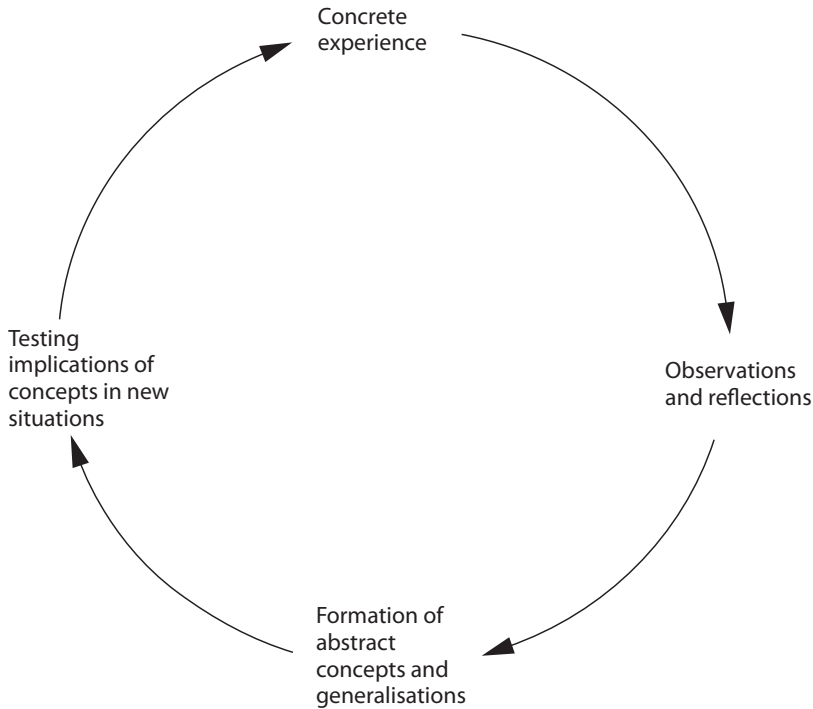 Concrete
experience
Observations
and reflections
Formation of
abstract
concepts and
generalisations
Testing
implications of
concepts in new
situations